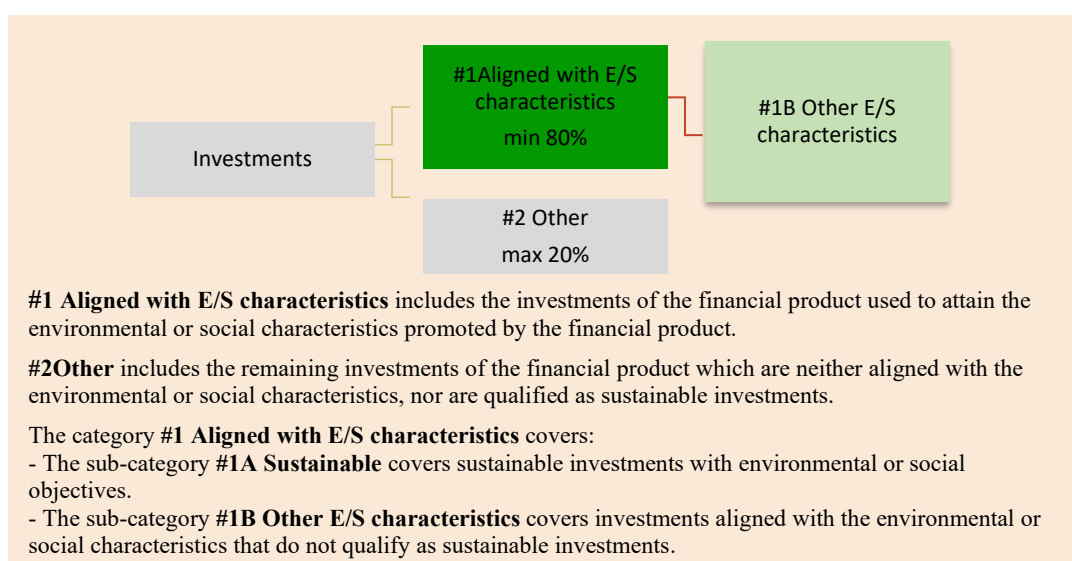 #1Aligned with E/S
characteristics
min 80%
#1B Other E/S
characteristics
Investments
#2 Other
max 20%
#1 Aligned with E/S characteristics includes the investments of the financial product used to attain the
environmental or social characteristics promoted by the financial product.
#2Other includes the remaining investments of the financial product which are neither aligned with the
environmental or social characteristics, nor are qualified as sustainable investments.
The category #1 Aligned with E/S characteristics covers:
- The sub-category #1A Sustainable covers sustainable investments with environmental or social
objectives.
- The sub-category #1B Other E/S characteristics covers investments aligned with the environmental or
social characteristics that do not qualify as sustainable investments.